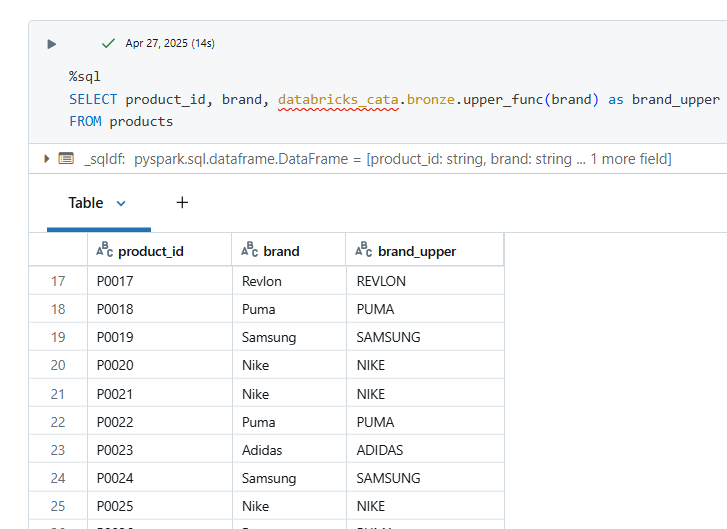 Apr 27, 2025 (14s)
%sql
SELECT product_id, brand, databricks_cata.bronze.upper_func(brand) as brand_upper
FROM products
_sqldf: pyspark.sql.dataframe.DataFrame = [product_id: string, brand: string ... 1 more field]
Table +
product_id brand brand_upper
17 P0017 Revlon REVLON
18 P0018 Puma PUMA
19 P0019 Samsung SAMSUNG
20 P0020 Nike NIKE
21 P0021 Nike NIKE
22 P0022 Puma PUMA
23 P0023 Adidas ADIDAS
24 P0024 Samsung SAMSUNG
25 P0025 Nike NIKE